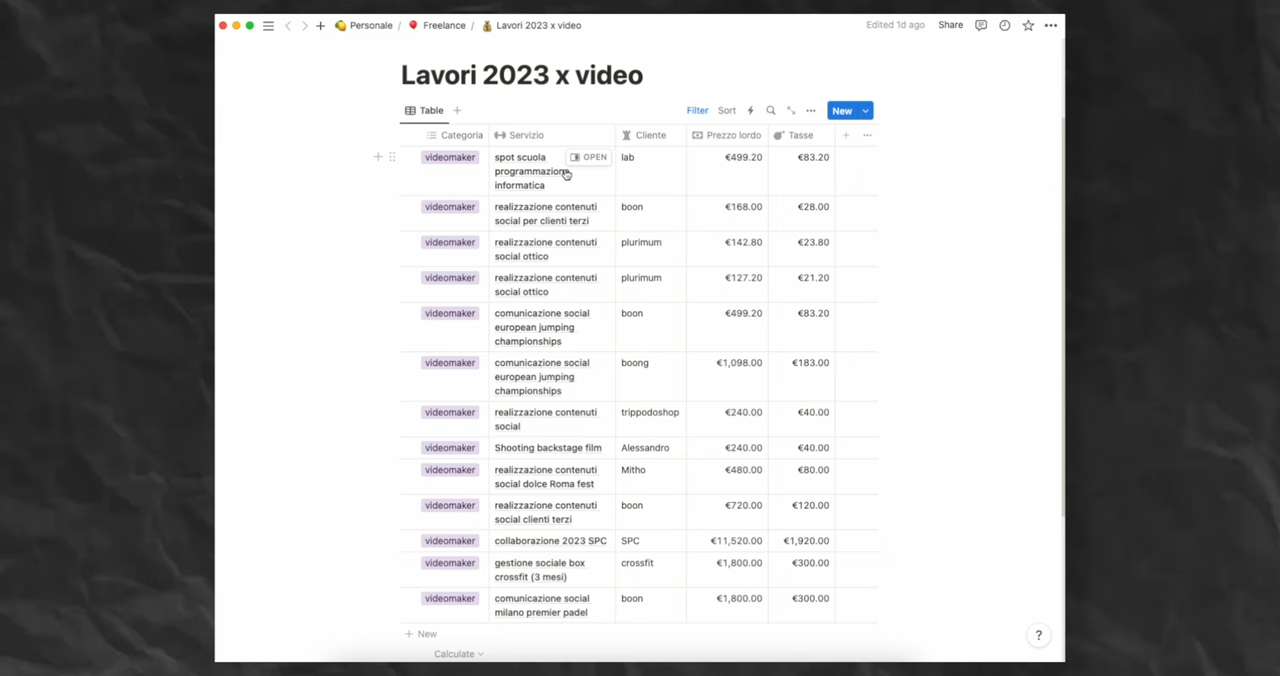 Personale / Freelance / Lavori 2023 x video Edited 1d ago Share
Lavori 2023 x video
Table Filter Sort New
Categoria Servizio Cliente Prezzo lordo Tasse
videomaker spot scuola OPEN lab €499.20 €83.20
programmazione
informatica
videomaker realizzazione contenuti boon €168.00 €28.00
social per clienti terzi
videomaker realizzazione contenuti plurimum €142.80 €23.80
social ottico
videomaker realizzazione contenuti plurimum €127.20 €21.20
social ottico
videomaker comunicazione social boon €499.20 €83.20
european jumping
championships
videomaker comunicazione social boong €1,098.00 €183.00
european jumping
championships
videomaker realizzazione contenuti trippodoshop €240.00 €40.00
social
videomaker Shooting backstage film Alessandro €240.00 €40.00
videomaker realizzazione contenuti Mitho €480.00 €80.00
social dolce Roma fest
videomaker realizzazione contenuti boon €720.00 €120.00
social clienti terzi
videomaker collaborazione 2023 SPC SPC €11,520.00 €1,920.00
videomaker gestione sociale box crossfit €1,800.00 €300.00
crossfit (3 mesi)
videomaker comunicazione social boon €1,800.00 €300.00
milano premier padel
+ New
Calculate
?